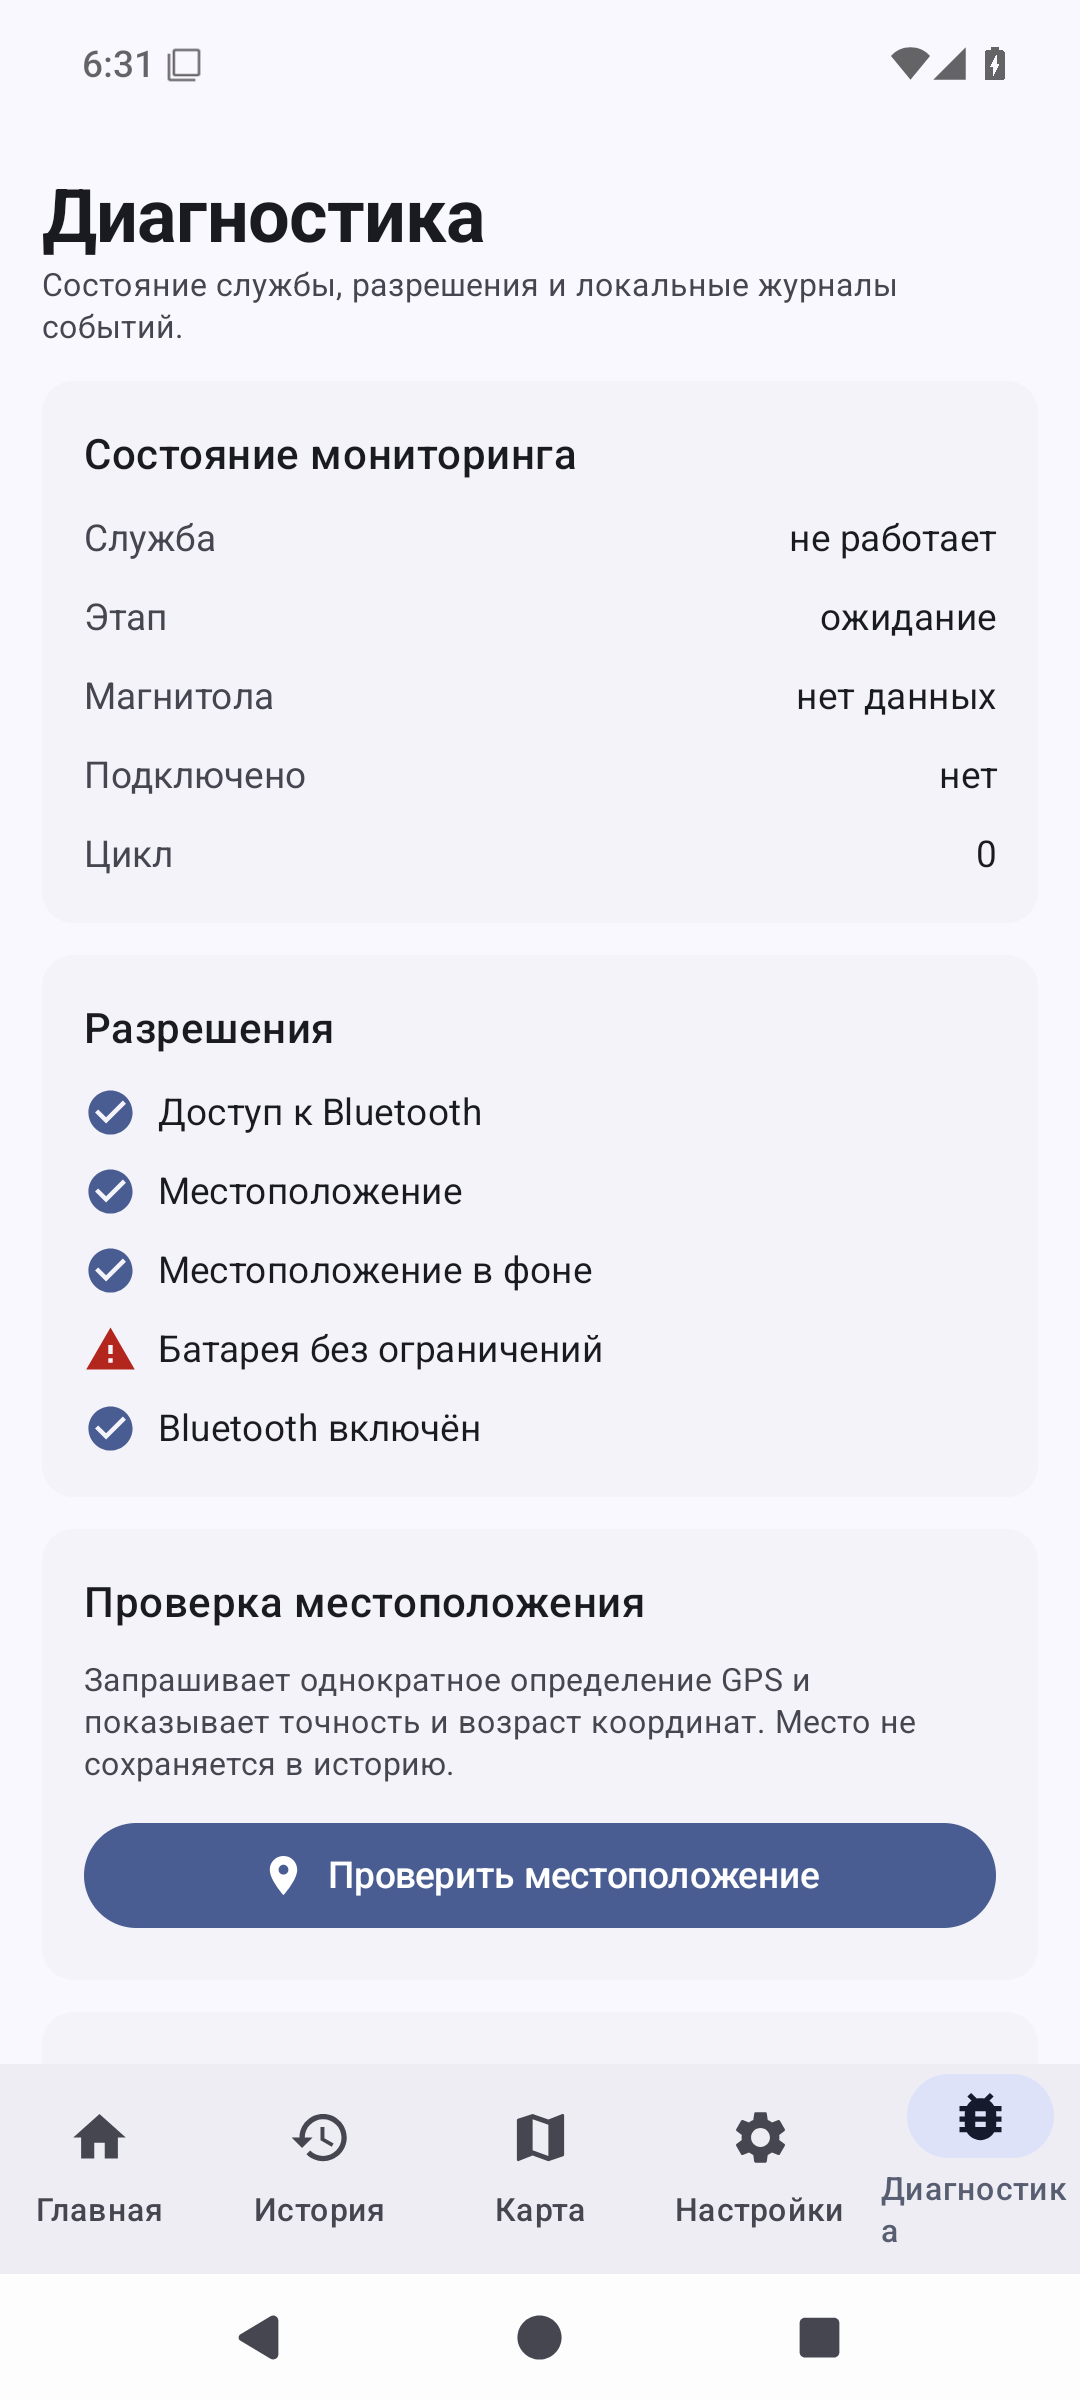 6:31
Диагностика
Состояние службы, разрешения и локальные журналы
событий.
Состояние мониторинга
Служба не работает
Этап ожидание
Магнитола нет данных
Подключено нет
Цикл 0
Разрешения
Доступ к Bluetooth
Местоположение
Местоположение в фоне
Батарея без ограничений
Bluetooth включён
Проверка местоположения
Запрашивает однократное определение GPS и
показывает точность и возраст координат. Место не
сохраняется в историю.
Проверить местоположение
Главная История Карта Настройки Диагностик
а